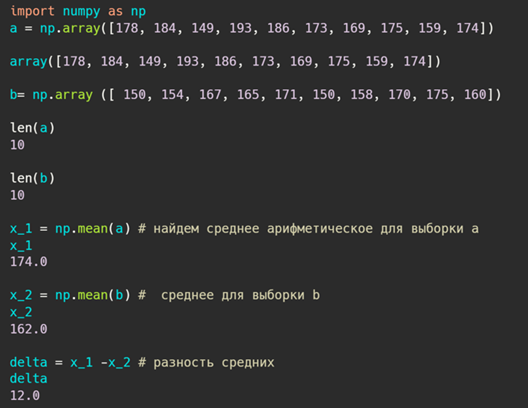 import numpy as np
a = np.array([178, 184, 149, 193, 186, 173, 169, 175, 159, 174])
array([178, 184, 149, 193, 186, 173, 169, 175, 159, 174])
b= np.array ([ 150, 154, 167, 165, 171, 150, 158, 170, 175, 160])
len(a)
10
len(b)
10
x_1 = np.mean(a) # найдем среднее арифметическое для выборки a
x_1
174.0
x_2 = np.mean(b) #  среднее для выборки b
x_2
162.0
delta = x_1 -x_2 # разность средних
delta
12.0